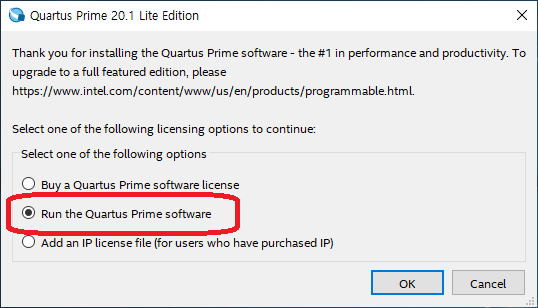 Quartus Prime 20.1 Lite Edition
Thank you for installing the Quartus Prime software - the #1 in performance and productivity. To
upgrade to a full featured edition, please
https://www.intel.com/content/www/us/en/products/programmable.html.
Select one of the following licensing options to continue:
Select one of the following options
Buy a Quartus Prime software license
Run the Quartus Prime software
Add an IP license file (for users who have purchased IP)
OK Cancel